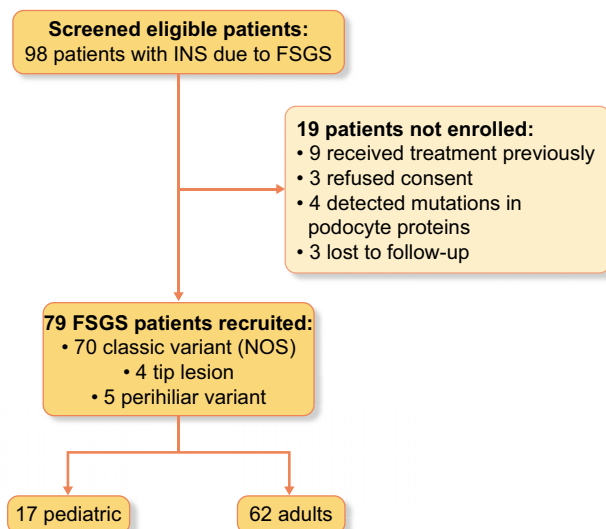 Screened eligible patients:
98 patients with INS due to FSGS
19 patients not enrolled:
• 9 received treatment previously
• 3 refused consent
• 4 detected mutations in
podocyte proteins
• 3 lost to follow-up
79 FSGS patients recruited:
• 70 classic variant (NOS)
• 4 tip lesion
• 5 perihiliar variant
17 pediatric
62 adults